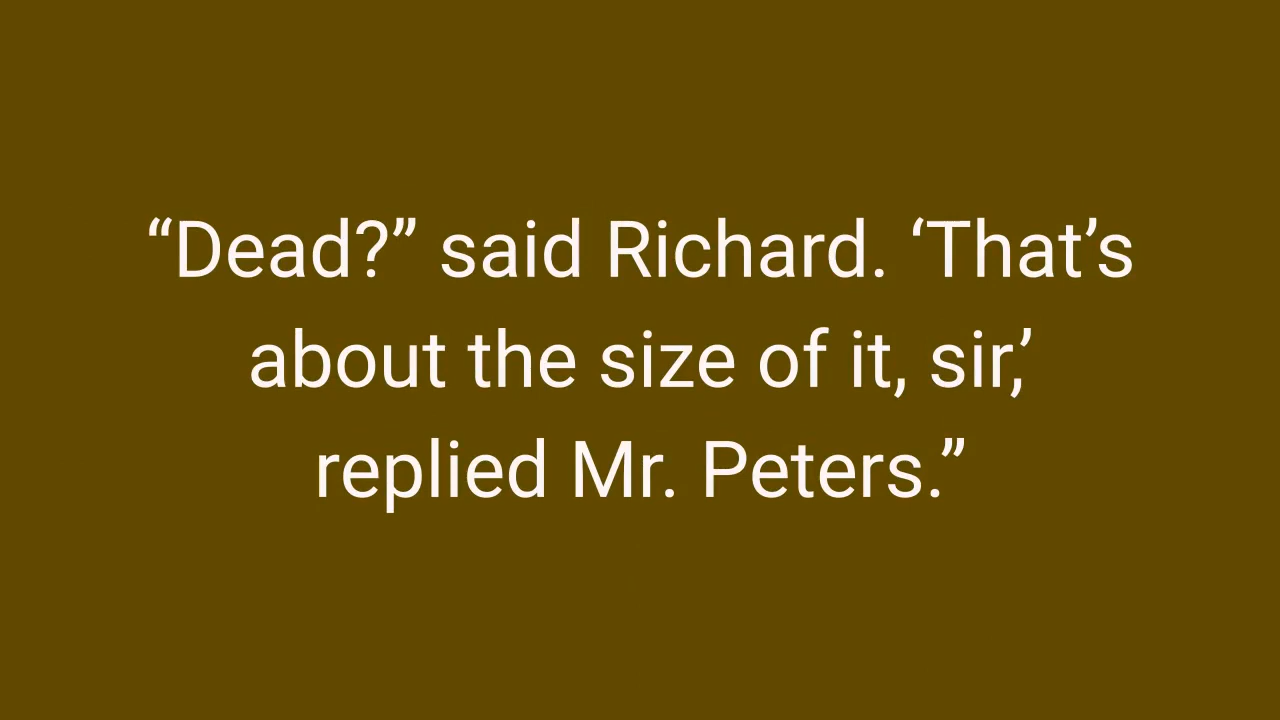 “Dead?” said Richard. ‘That’s
about the size of it, sir,’
replied Mr. Peters.”